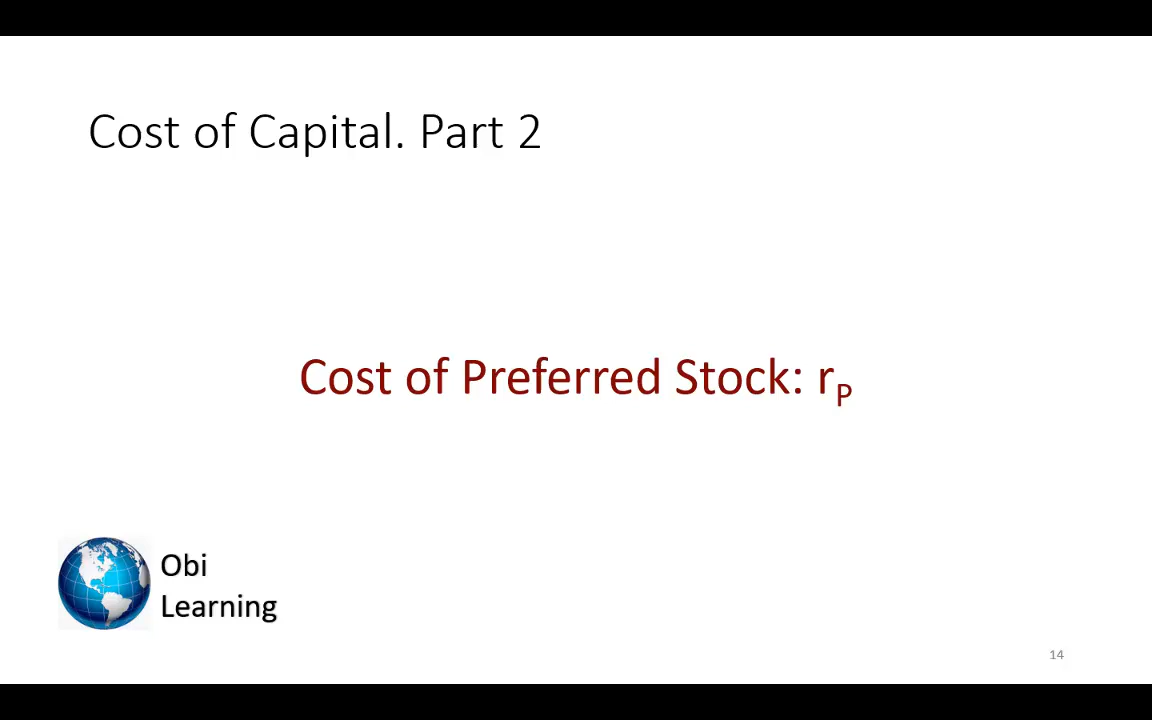 Cost of Capital. Part 2
Cost of Preferred Stock: rₚ
Obi
Learning
14